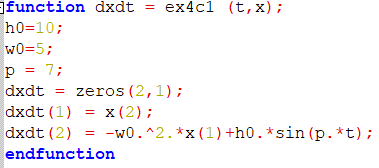 function dxdt = ex4c1 (t,x);
h0=10;
w0=5;
p = 7;
dxdt = zeros(2,1);
dxdt(1) = x(2);
dxdt(2) = -w0.^2.*x(1)+h0.*sin(p.*t);
endfunction